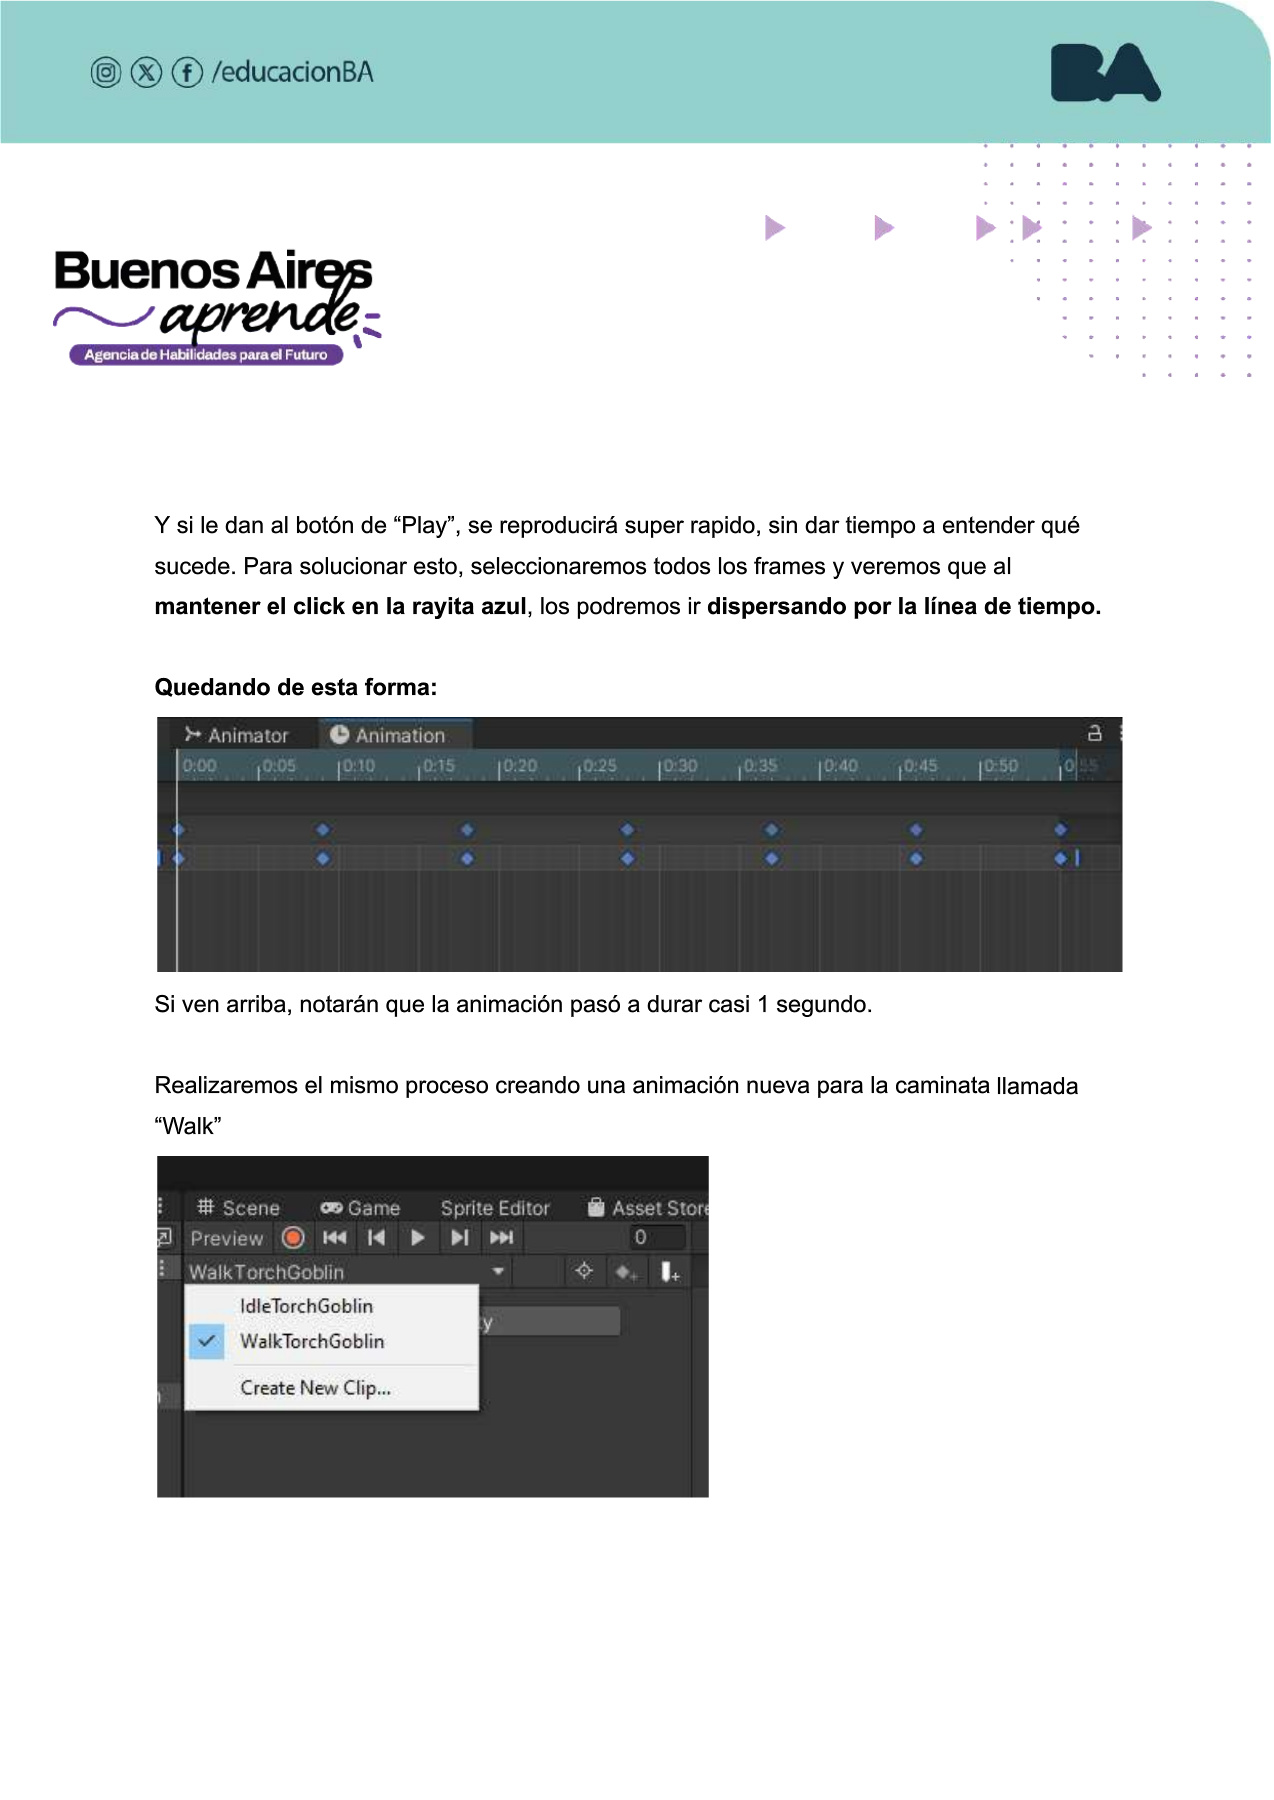 /educacionBA
BA
Buenos Aires
aprende
Agencia de Habilidades para el Futuro
Y si le dan al botón de “Play”, se reproducirá super rapido, sin dar tiempo a entender qué
sucede. Para solucionar esto, seleccionaremos todos los frames y veremos que al
mantener el click en la rayita azul, los podremos ir dispersando por la línea de tiempo.
Quedando de esta forma:
Animator Animation
0:00 0:05 0:10 0:15 0:20 0:25 0:30 0:35 0:40 0:45 0:50 0:55
Si ven arriba, notarán que la animación pasó a durar casi 1 segundo.
Realizaremos el mismo proceso creando una animación nueva para la caminata llamada
“Walk”
Scene Game Sprite Editor Asset Store
Preview 0
WalkTorchGoblin
IdleTorchGoblin
y
WalkTorchGoblin
Create New Clip...